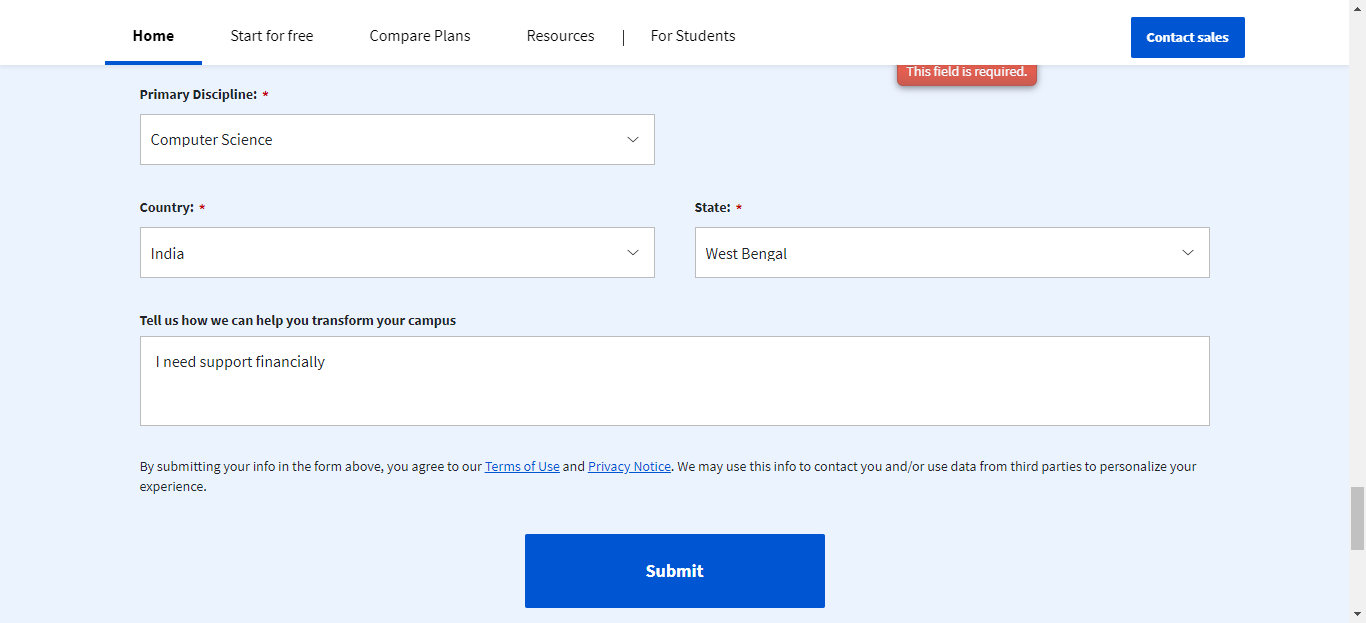 Home Start for free Compare Plans Resources | For Students Contact sales
This field is required.
Primary Discipline: *
Computer Science
Country: * State: *
India West Bengal
Tell us how we can help you transform your campus
I need support financially
By submitting your info in the form above, you agree to our Terms of Use and Privacy Notice. We may use this info to contact you and/or use data from third parties to personalize your
experience.
Submit